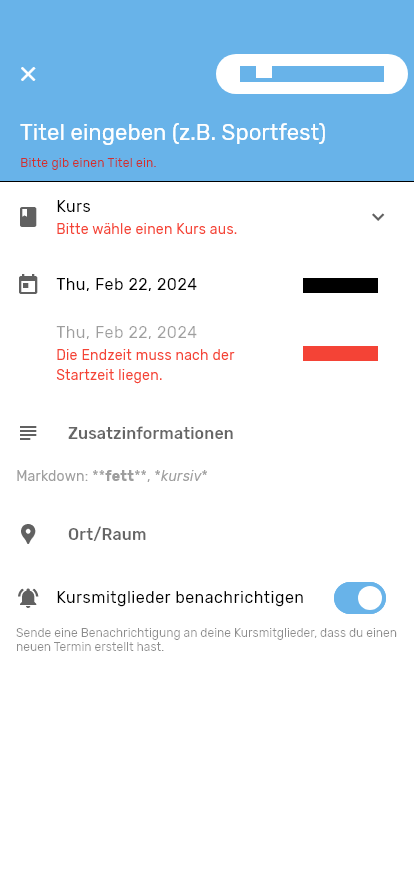 Titel eingeben (z.B. Sportfest)
Bitte gib einen Titel ein.
Kurs
Bitte wähle einen Kurs aus.
Thu, Feb 22, 2024
Thu, Feb 22, 2024
Die Endzeit muss nach der
Startzeit liegen.
Zusatzinformationen
Markdown: **fett**, *kursiv*
Ort/Raum
Kursmitglieder benachrichtigen
Sende eine Benachrichtigung an deine Kursmitglieder, dass du einen
neuen Termin erstellt hast.